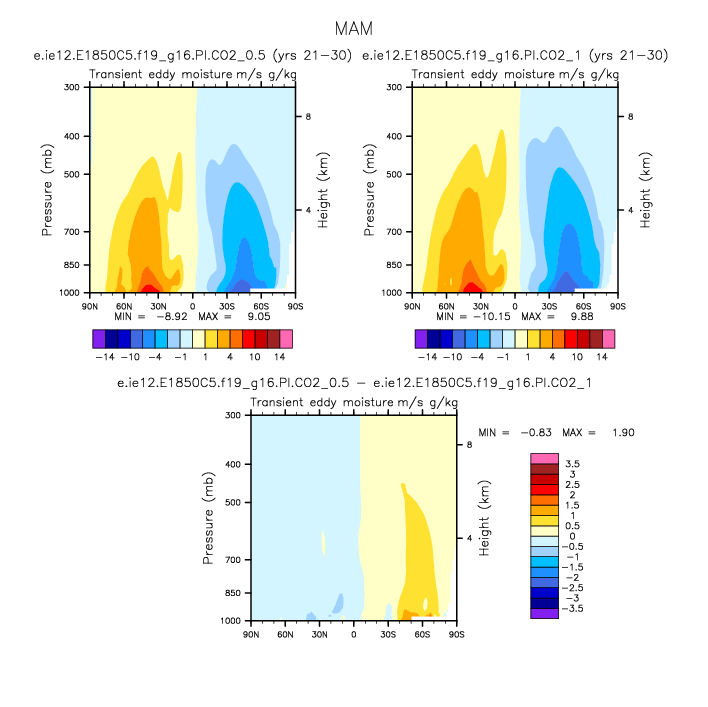 MAM
e.ie12.E1850C5.f19_g16.PI.CO2_0.5 (yrs 21-30) e.ie12.E1850C5.f19_g16.PI.CO2_1 (yrs 21-30)
Transient eddy moisture m/s g/kg Transient eddy moisture m/s g/kg
300 300
8 8
400 400
500 500
Pressure (mb) Height (km) Pressure (mb) Height (km)
4 4
700 700
850 850
1000 1000
90N 60N 30N 0 30S 60S 90S 90N 60N 30N 0 30S 60S 90S
MIN = -8.92 MAX = 9.05 MIN = -10.15 MAX = 9.88
-14 -10 -4 -1 1 4 10 14 -14 -10 -4 -1 1 4 10 14
e.ie12.E1850C5.f19_g16.PI.CO2_0.5 - e.ie12.E1850C5.f19_g16.PI.CO2_1
Transient eddy moisture m/s g/kg
300
MIN = -0.83 MAX = 1.90
8
400
500
Pressure (mb) Height (km)
4
700
850
1000
90N 60N 30N 0 30S 60S 90S
3.5
3
2.5
2
1.5
1
0.5
0
-0.5
-1
-1.5
-2
-2.5
-3
-3.5